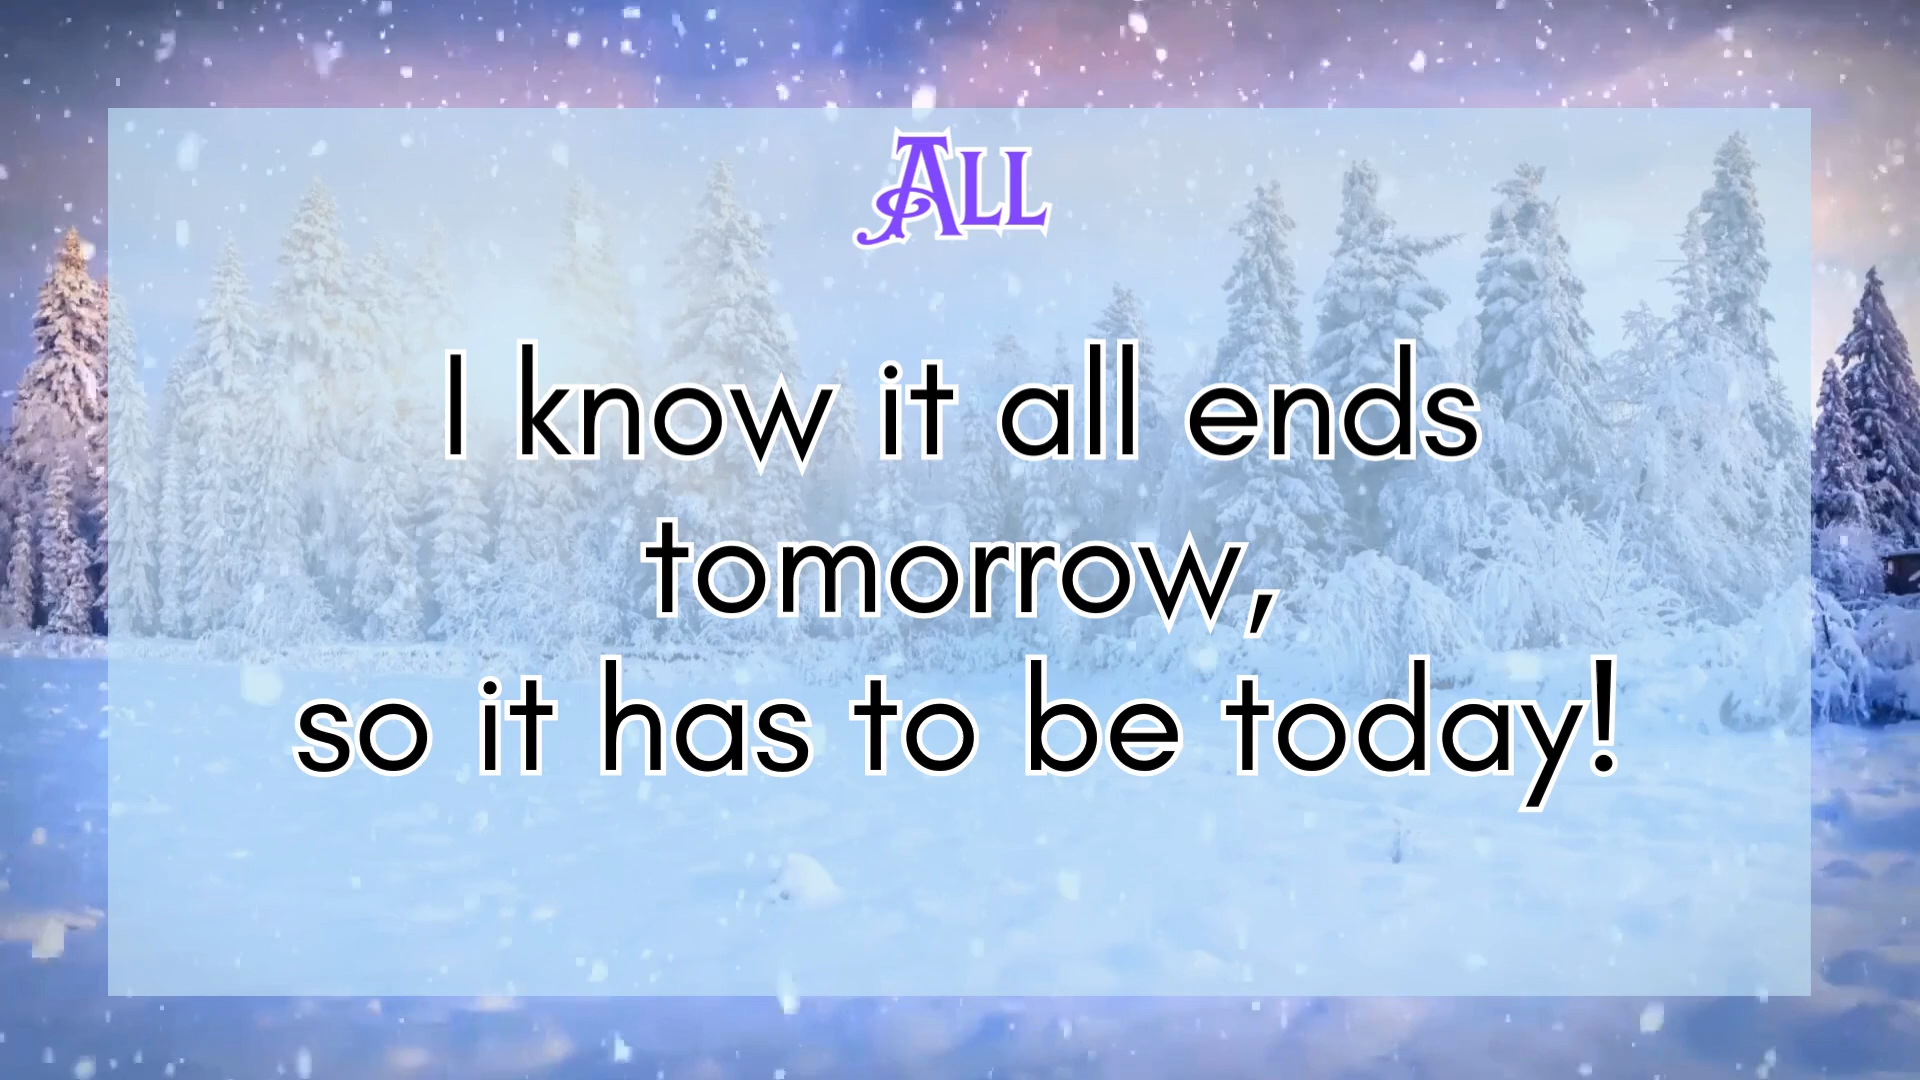 ALL
I know it all ends
tomorrow,
so it has to be today!